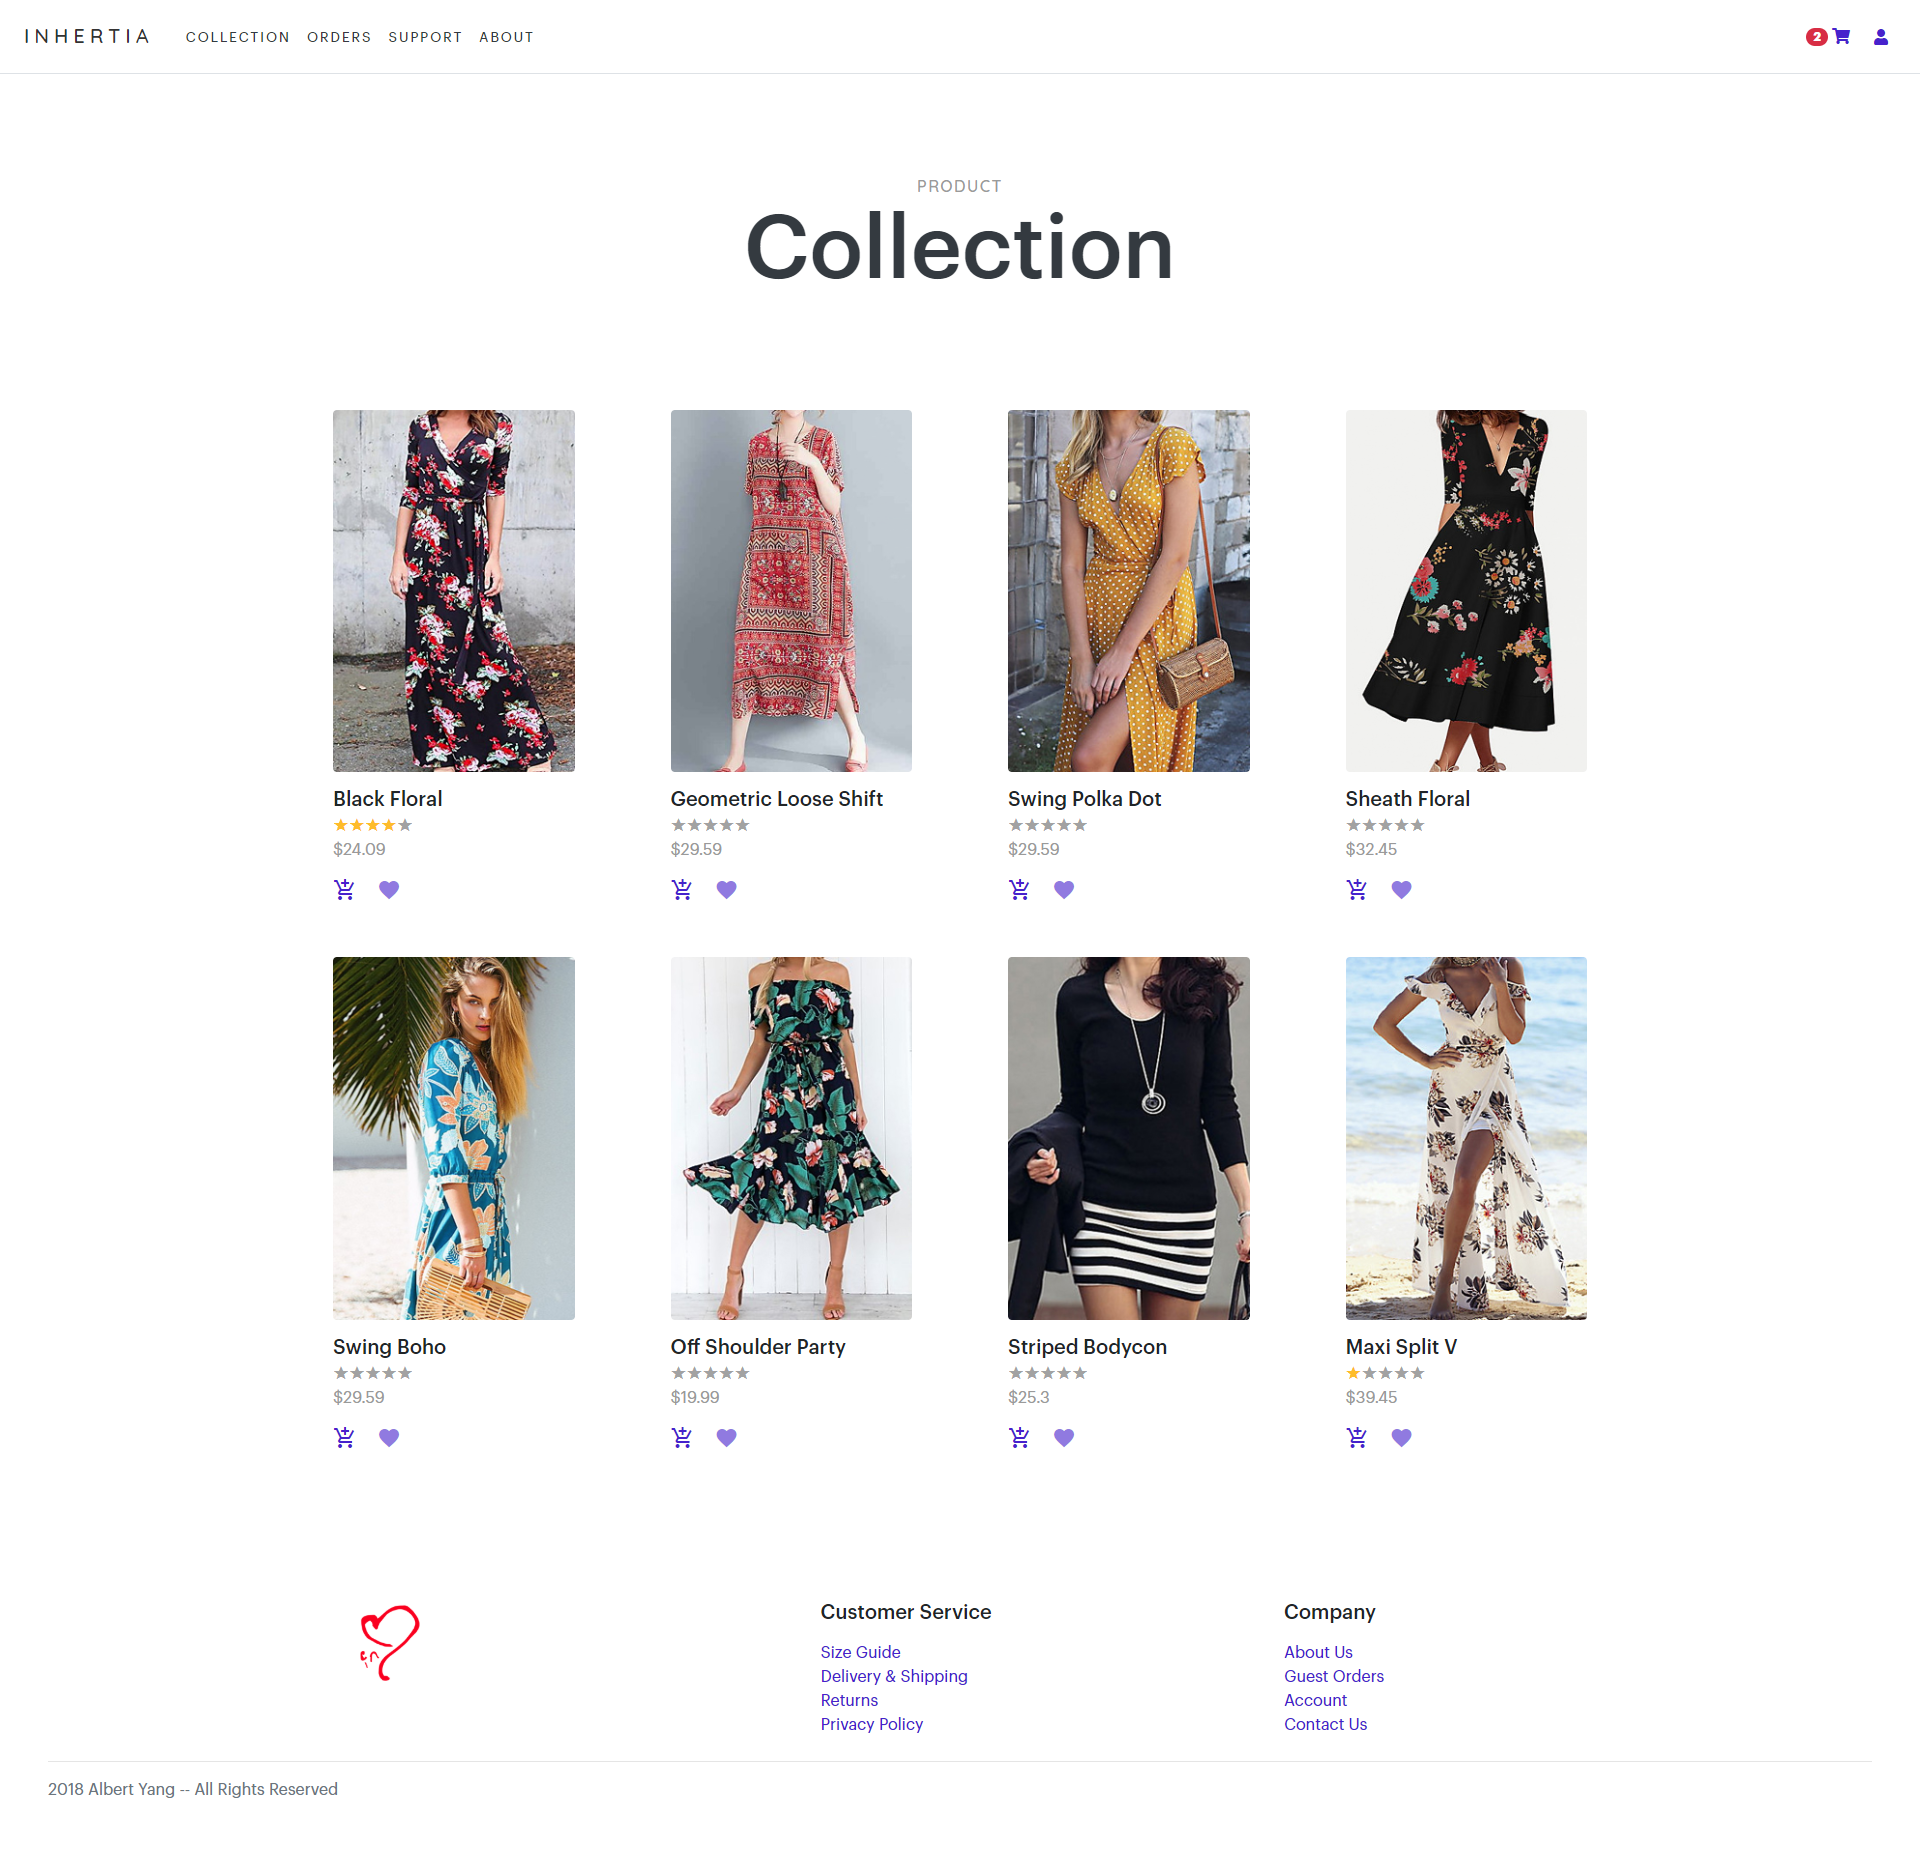 INHERTIA COLLECTION ORDERS SUPPORT ABOUT 2
PRODUCT
Collection
Black Floral
$24.09
Geometric Loose Shift
$29.59
Swing Polka Dot
$29.59
Sheath Floral
$32.45
Swing Boho
$29.59
Off Shoulder Party
$19.99
Striped Bodycon
$25.3
Maxi Split V
$39.45
Customer Service
Size Guide
Delivery & Shipping
Returns
Privacy Policy
Company
About Us
Guest Orders
Account
Contact Us
2018 Albert Yang -- All Rights Reserved